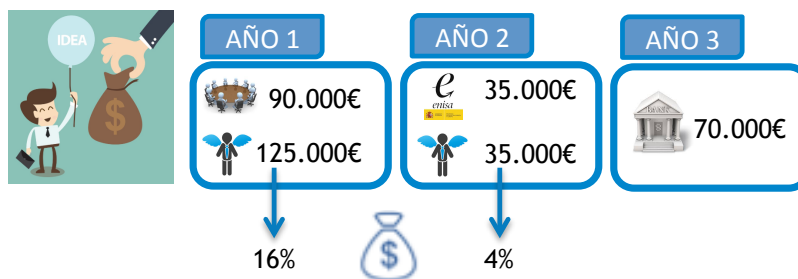 IDEA
$
AÑO 1
90.000€
125.000€
16%
AÑO 2
e
enisa
35.000€
35.000€
4%
$
AÑO 3
70.000€